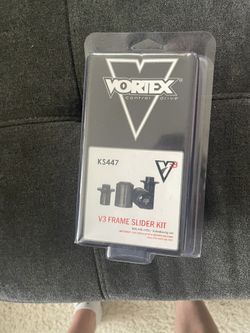 VORTEX
control drive
KS447
V3
V3 FRAME SLIDER KIT